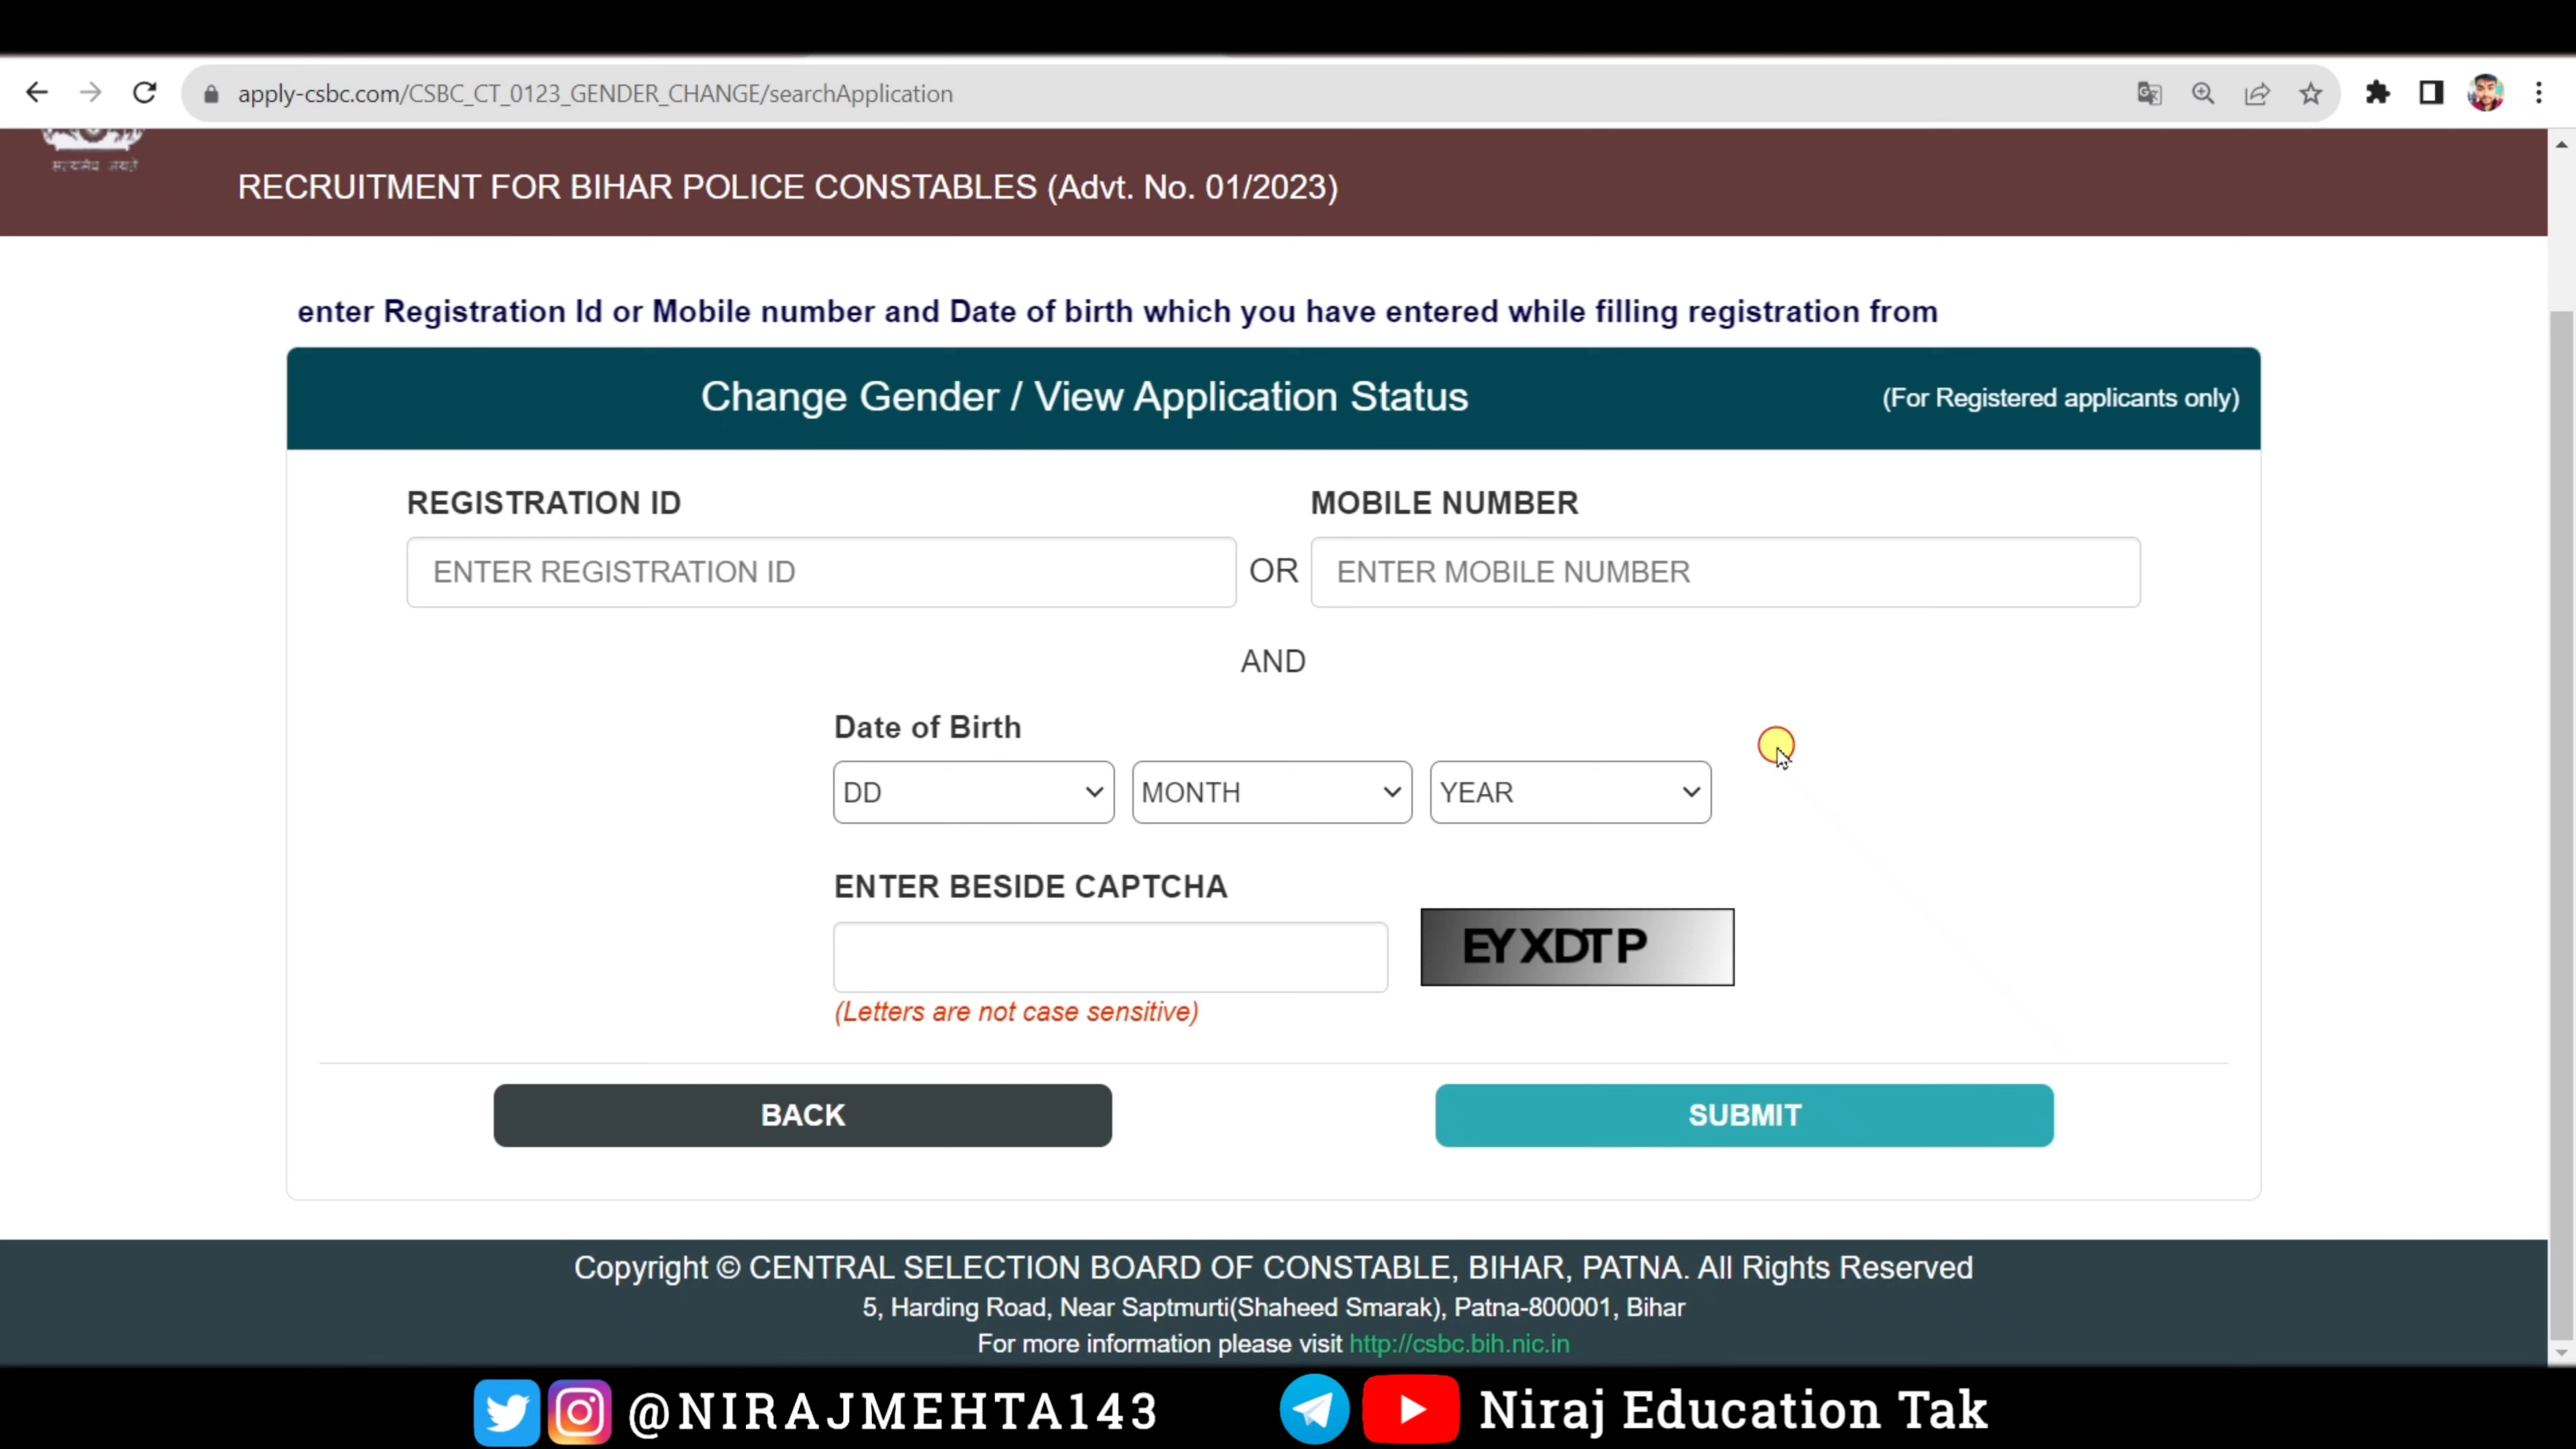 apply-csbc.com/CSBC_CT_0123_GENDER_CHANGE/searchApplication
सत्यमेव जयते
RECRUITMENT FOR BIHAR POLICE CONSTABLES (Advt. No. 01/2023)
enter Registration Id or Mobile number and Date of birth which you have entered while filling registration from
Change Gender / View Application Status (For Registered applicants only)
REGISTRATION ID MOBILE NUMBER
ENTER REGISTRATION ID OR ENTER MOBILE NUMBER
AND
Date of Birth
DD MONTH YEAR
ENTER BESIDE CAPTCHA
EYXDTP
(Letters are not case sensitive)
BACK SUBMIT
Copyright © CENTRAL SELECTION BOARD OF CONSTABLE, BIHAR, PATNA. All Rights Reserved
5, Harding Road, Near Saptmurti(Shaheed Smarak), Patna-800001, Bihar
For more information please visit http://csbc.bih.nic.in
@NIRAJMEHTA143 Niraj Education Tak